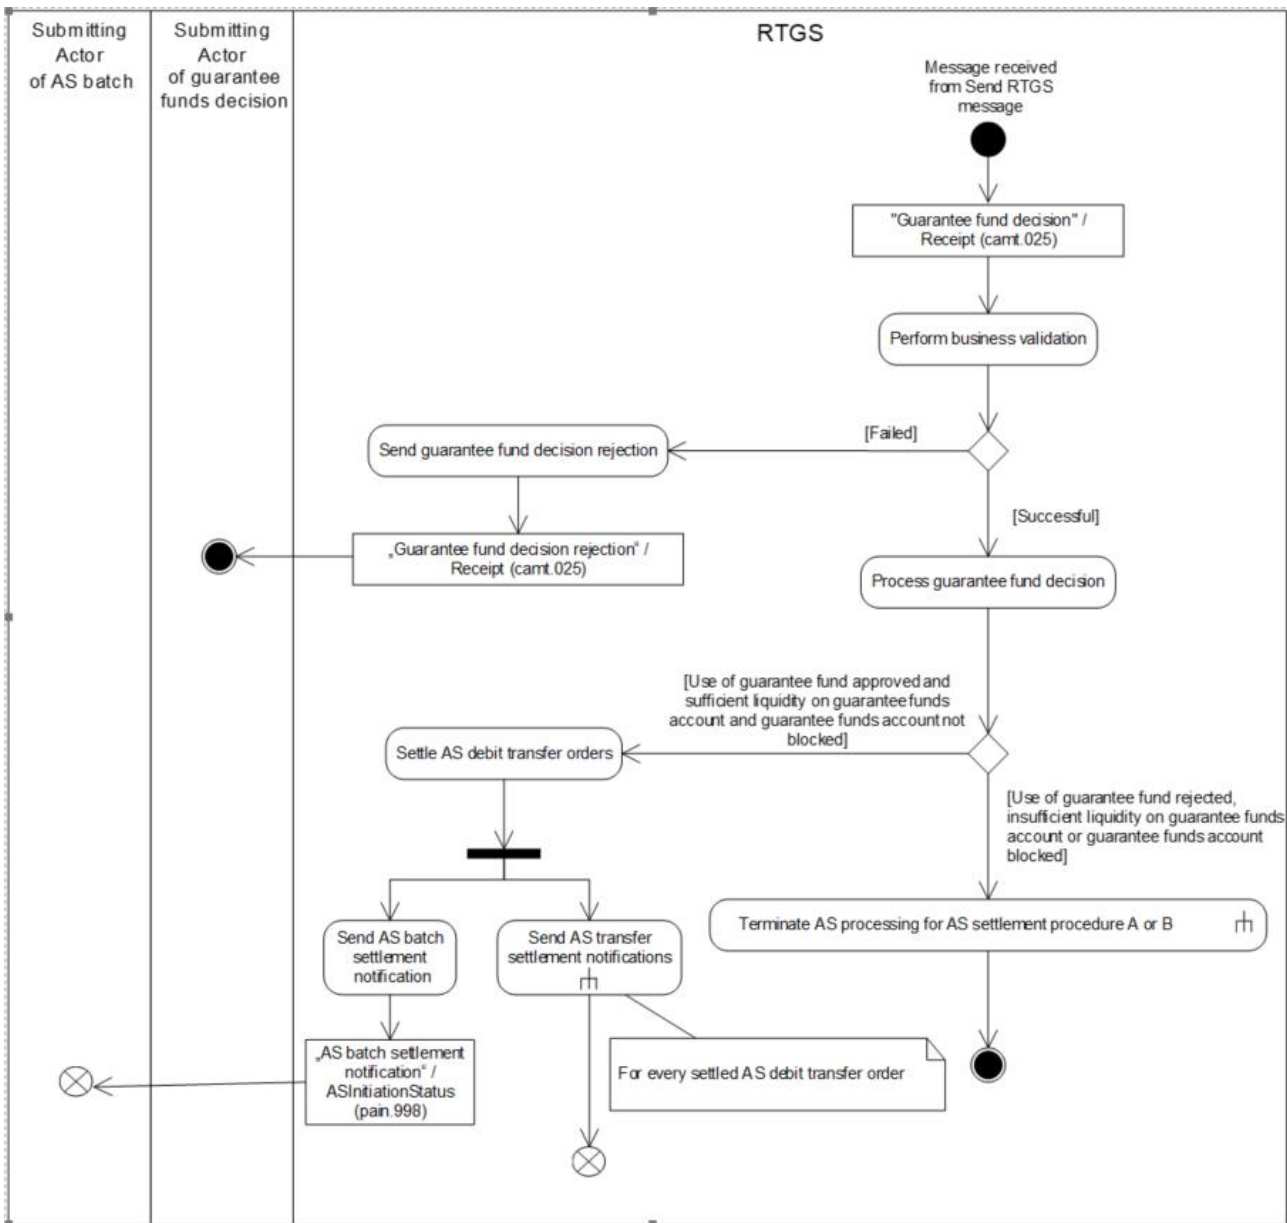 Submitting
Actor
of AS batch
Submitting
Actor
of guarantee
funds decision
RTGS
Message received
from Send RTGS
message
"Guarantee fund decision" /
Receipt (camt.025)
Perform business validation
[Failed]
Send guarantee fund decision rejection
[Successful]
„Guarantee fund decision rejection“ /
Receipt (camt.025)
Process guarantee fund decision
[Use of guarantee fund approved and
sufficient liquidity on guarantee funds
account and guarantee funds account not
blocked]
Settle AS debit transfer orders
[Use of guarantee fund rejected,
insufficient liquidity on guarantee funds
account or guarantee funds account
blocked]
Terminate AS processing for AS settlement procedure A or B
Send AS batch
settlement
notification
Send AS transfer
settlement notifications
„AS batch settlement
notification“ /
ASInitiationStatus
(pain.998)
For every settled AS debit transfer order